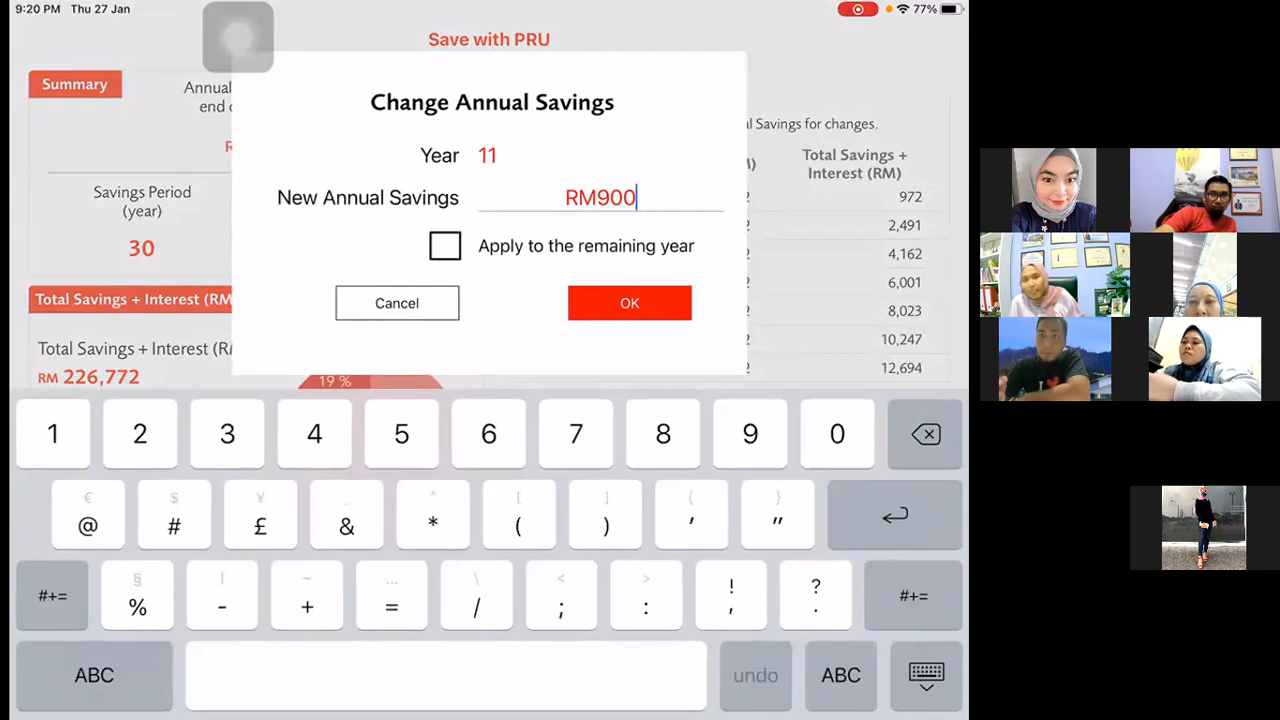 9:20 PM Thu 27 Jan
77%
Save with PRU
Summary
Annual
end
Savings Period
(year)
30
Total Savings + Interest (RM
Total Savings + Interest
RM 226,772
19 %
Change Annual Savings
Year 11
New Annual Savings RM900
Apply to the remaining year
Cancel
OK
Savings for changes.
Total Savings +
Interest (RM)
972
2,491
4,162
6,001
8,023
10,247
12,694
1 2 3 4 5 6 7 8 9 0
€ $ ¥ _ ^ [ ] { }
@ # £ & * ( ) ' "
§ | ~ … \ < > ! ?
#+= % - + = / ; : , . #+=
ABC undo ABC